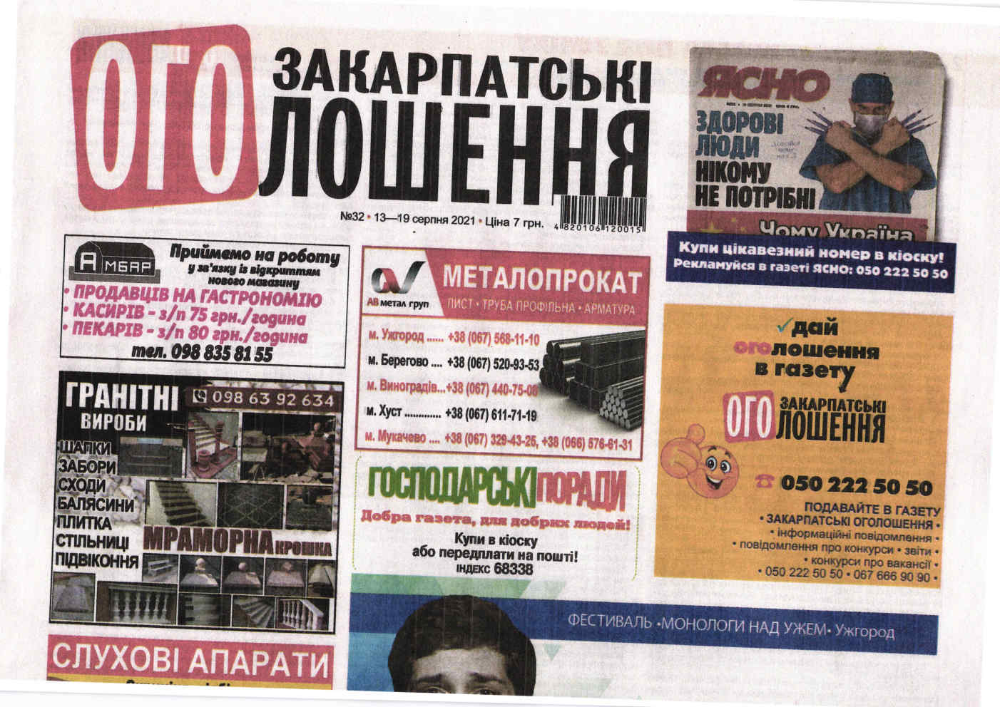 ЗАКАРПАТСЬКІ
ОГОЛОШЕННЯ
№32 • 13—19 серпня 2021 • Ціна 7 грн.
4 820106 120015
ЯСНО
ЗДОРОВІ
ЛЮДИ
НІКОМУ
НЕ ПОТРІБНІ
Чому Україна
Купи цікавезний номер в кіоску!
Рекламуйся в газеті ЯСНО: 050 222 50 50
АМБАР
Приймемо на роботу
у зв'язку із відкриттям
нового магазину
• ПРОДАВЦІВ НА ГАСТРОНОМІЮ
• КАСИРІВ - з/п 75 грн./година
• ПЕКАРІВ - з/п 80 грн./година
тел. 098 835 81 55
ГРАНІТНІ
ВИРОБИ
098 63 92 634
ШАПКИ
ЗАБОРИ
СХОДИ
БАЛЯСИНИ
ПЛИТКА
СТІЛЬНИЦІ
ПІДВІКОННЯ
МРАМОРНА КРОШКА
СЛУХОВІ АПАРАТИ
АВ метал груп
МЕТАЛОПРОКАТ
ЛИСТ • ТРУБА ПРОФІЛЬНА • АРМАТУРА
м. Ужгород ...... +38 (067) 568-11-10
м. Берегово .... +38 (067) 520-93-53
м. Виноградів...+38 (067) 440-75-08
м. Хуст ............. +38 (067) 611-71-19
м. Мукачево .... +38 (067) 329-43-25, +38 (066) 576-61-31
ГОСПОДАРСЬКІ ПОРАДИ
Добра газета, для добрих людей!
Купи в кіоску
або передплати на пошті!
ІНДЕКС 68338
ФЕСТИВАЛЬ •МОНОЛОГИ НАД УЖЕМ• Ужгород
дай
оголошення
в газету
ЗАКАРПАТСЬКІ
ОГОЛОШЕННЯ
050 222 50 50
ПОДАВАЙТЕ В ГАЗЕТУ
• ЗАКАРПАТСЬКІ ОГОЛОШЕННЯ •
• інформаційні повідомлення •
• повідомлення про конкурси • звіти •
• конкурси про вакансії •
• 050 222 50 50 • 067 666 90 90 •